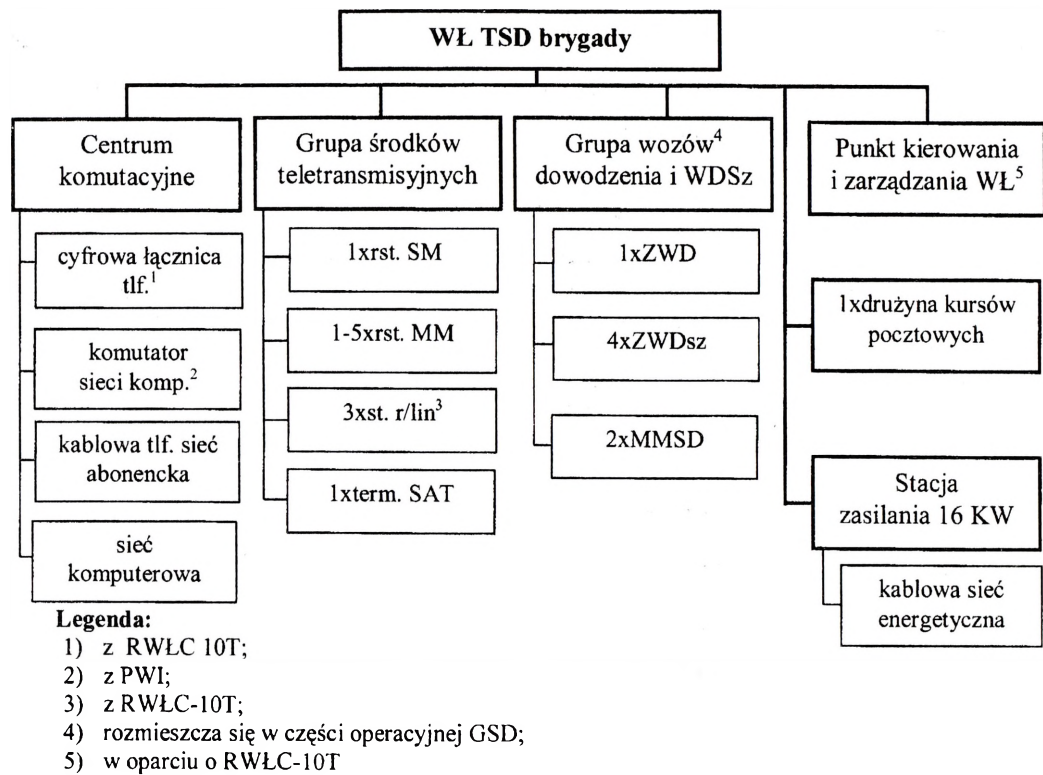 WŁ TSD brygady
Centrum
komutacyjne
cyfrowa łącznica
tlf.1
komutator
sieci komp.2
kablowa tlf. sieć
abonencka
sieć
komputerowa
Grupa środków
teletransmisyjnych
1xrst. SM
1-5xrst. MM
3xst. r/lin3
1xterm. SAT
Grupa wozów4
dowodzenia i WDSz
1xZWD
4xZWDsz
2xMMSD
Punkt kierowania
i zarządzania WŁ5
1xdrużyna kursów
pocztowych
Stacja
zasilania 16 KW
kablowa sieć
energetyczna
Legenda:
1) z RWŁC 10T;
2) z PWI;
3) z RWŁC-10T;
4) rozmieszcza się w części operacyjnej GSD;
5) w oparciu o RWŁC-10T